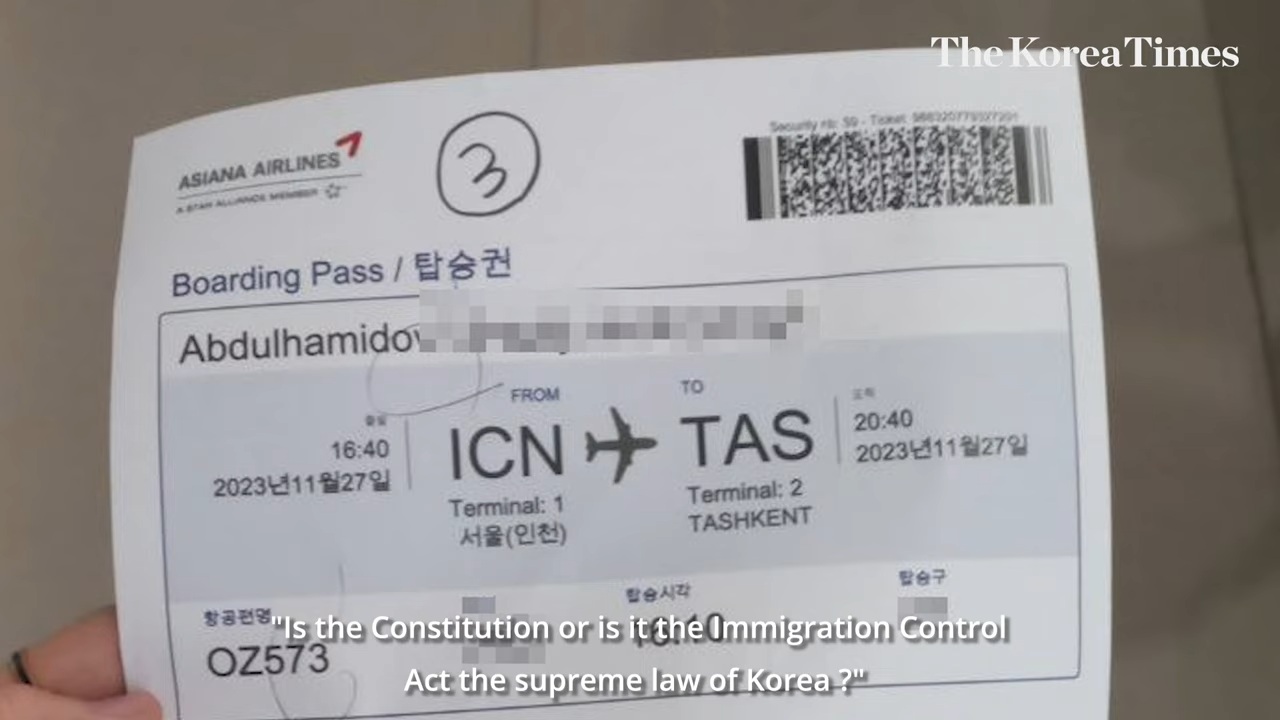 The Korea Times
ASIANA AIRLINES
A STAR ALLIANCE MEMBER
3
Boarding Pass / 탑승권
Abdulhamidov
FROM
TO
16:40
2023년11월27일
ICN
TAS
20:40
2023년11월27일
Terminal: 1
서울(인천)
Terminal: 2
TASHKENT
항공편명
탑승시각
탑승구
OZ573
16:10
"Is the Constitution or is it the Immigration Control
Act the supreme law of Korea ?"